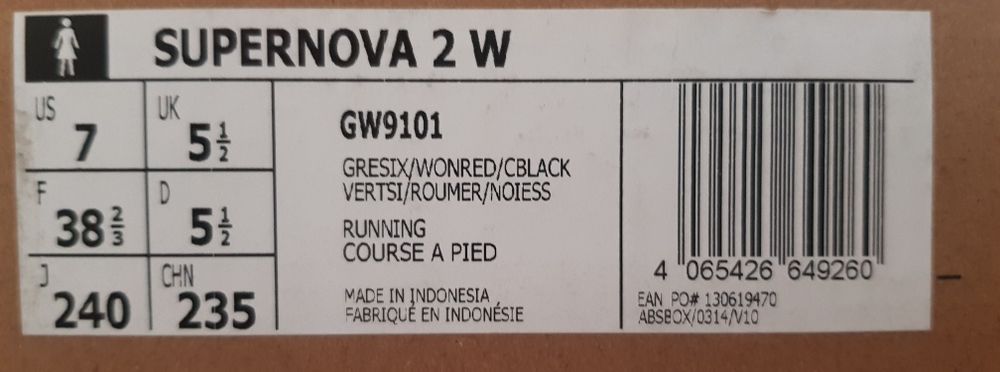 SUPERNOVA 2 W
US 7 UK 5 1/2
F 38 2/3 D 5 1/2
J 240 CHN 235
GW9101
GRESIX/WONRED/CBLACK
VERTSI/ROUMER/NOIESS
RUNNING
COURSE A PIED
MADE IN INDONESIA
FABRIQUÉ EN INDONÉSIE
4 065426 649260
EAN PO# 130619470
ABSBOX/0314/V10